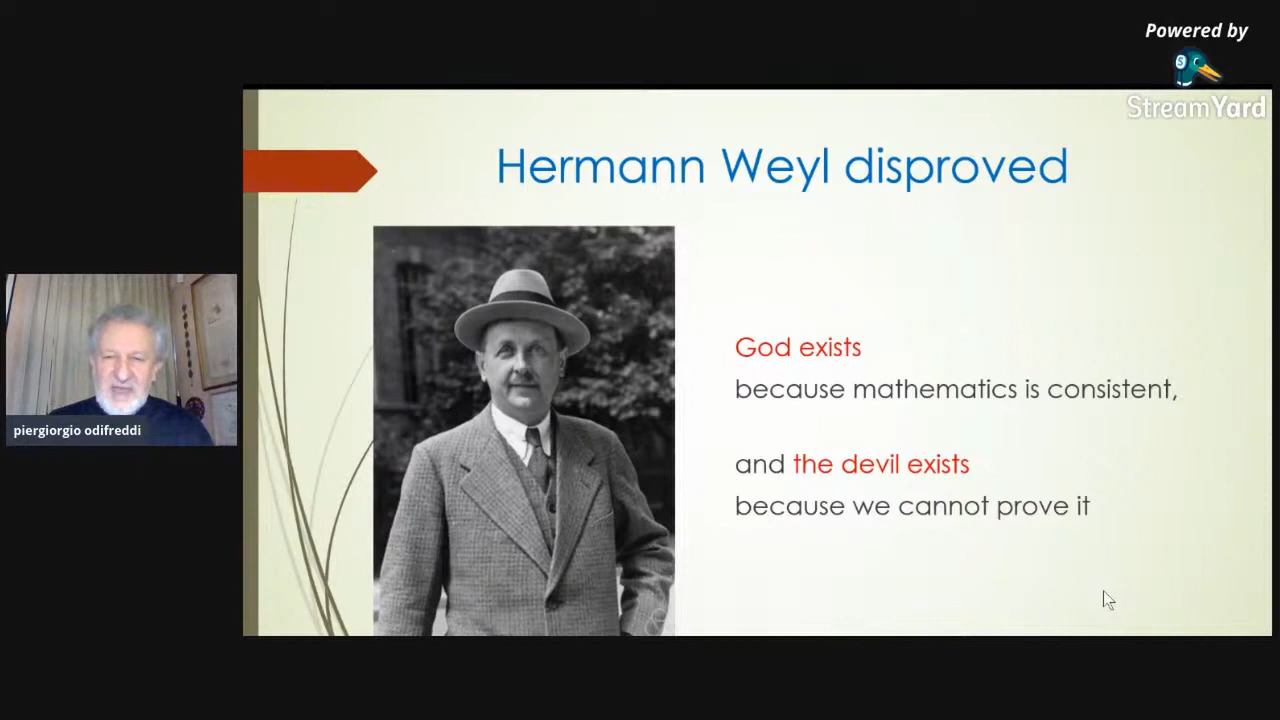 Powered by
StreamYard
Hermann Weyl disproved
God exists
because mathematics is consistent,
and the devil exists
because we cannot prove it
piergiorgio odifreddi